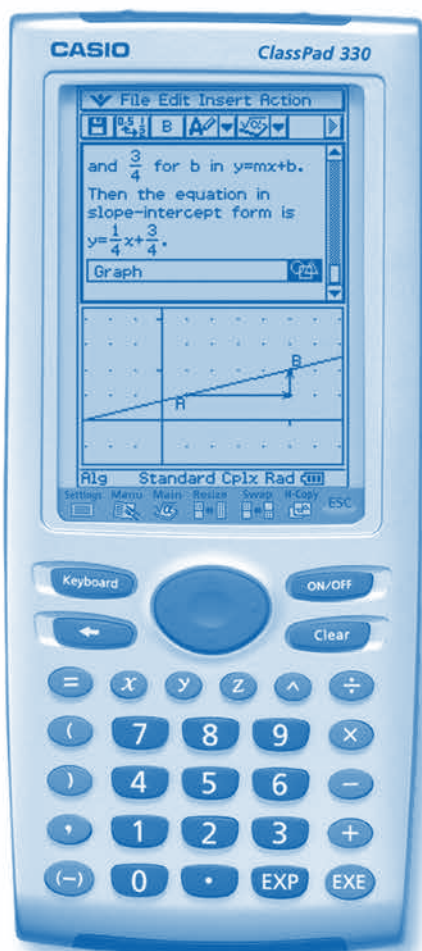 CASIO ClassPad 330
File Edit Insert Action
B A
and 3/4 for b in y=mx+b.
Then the equation in
slope-intercept form is
y=1/4x+3/4.
Graph
B
A
Alg Standard Cplx Rad
Settings Menu Main Resize Swap H-Copy ESC
Keyboard ON/OFF
Clear
= x y z ^ ÷
( 7 8 9 ×
) 4 5 6 −
, 1 2 3 +
(−) 0 • EXP EXE